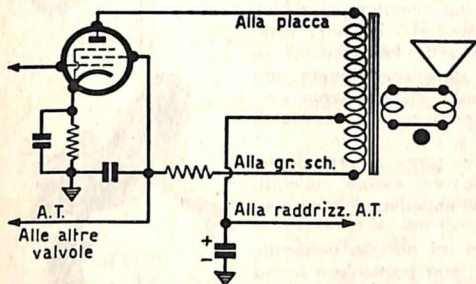 Alla placca
Alla gr. sch.
A.T.
Alla raddrizz. A.T.
Alle altre
valvole
+
-